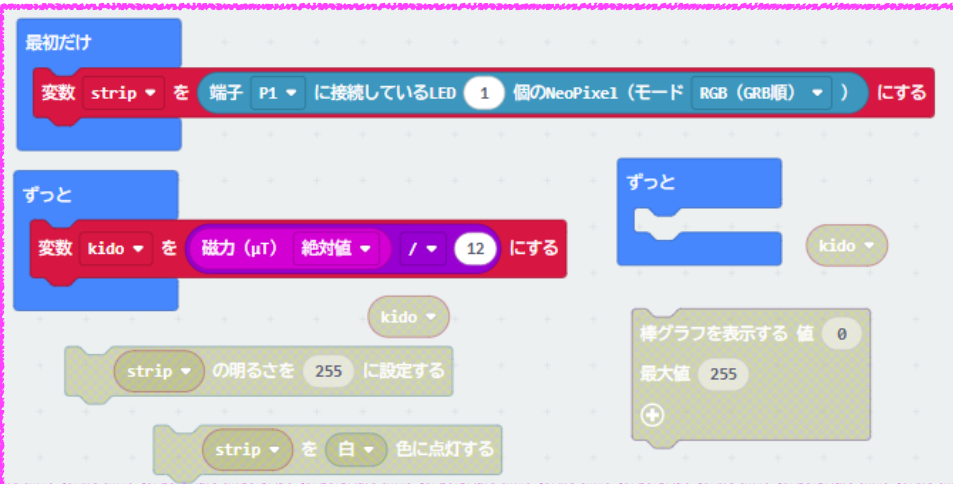 最初だけ
変数 strip を 端子 P1 に接続しているLED 1 個のNeoPixel (モード RGB (GRB順) ) にする
ずっと
変数 kido を 磁力 (μT) 絶対値 / 12 にする
kido
strip の明るさを 255 に設定する
strip を 白 色に点灯する
ずっと
kido
棒グラフを表示する 値 0
最大値 255